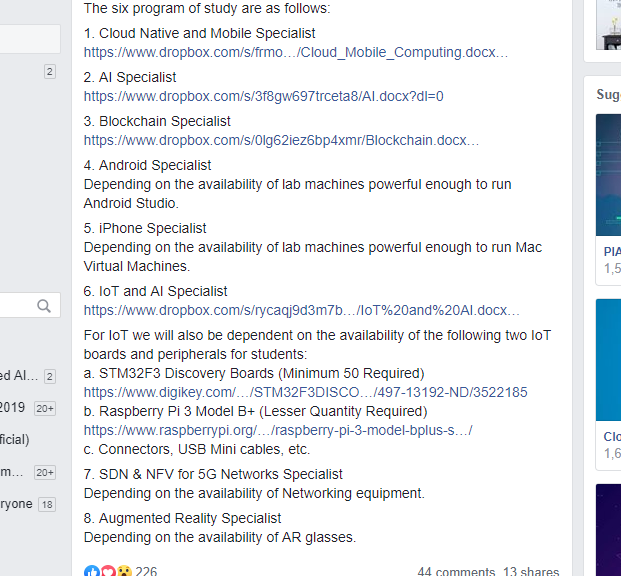 The six program of study are as follows:
1. Cloud Native and Mobile Specialist
https://www.dropbox.com/s/frmo…/Cloud_Mobile_Computing.docx…
2
2. AI Specialist
https://www.dropbox.com/s/3f8gw697trceta8/AI.docx?dl=0
Sug
3. Blockchain Specialist
https://www.dropbox.com/s/0lg62iez6bp4xmr/Blockchain.docx…
4. Android Specialist
Depending on the availability of lab machines powerful enough to run
Android Studio.
5. iPhone Specialist
Depending on the availability of lab machines powerful enough to run Mac
Virtual Machines.
PIA
1,5
6. IoT and AI Specialist
https://www.dropbox.com/s/rycaqj9d3m7b…/IoT%20and%20AI.docx…
For IoT we will also be dependent on the availability of the following two IoT
boards and peripherals for students:
a. STM32F3 Discovery Boards (Minimum 50 Required)
ed AI... 2
https://www.digikey.com/…/STM32F3DISCO…/497-13192-ND/3522185
b. Raspberry Pi 3 Model B+ (Lesser Quantity Required)
2019 20+
https://www.raspberrypi.org/…/raspberry-pi-3-model-bplus-s…/
ficial)
Clo
c. Connectors, USB Mini cables, etc.
1,6
7. SDN & NFV for 5G Networks Specialist
m... 20+
Depending on the availability of Networking equipment.
ryone 18
8. Augmented Reality Specialist
Depending on the availability of AR glasses.
226
44 comments 13 shares